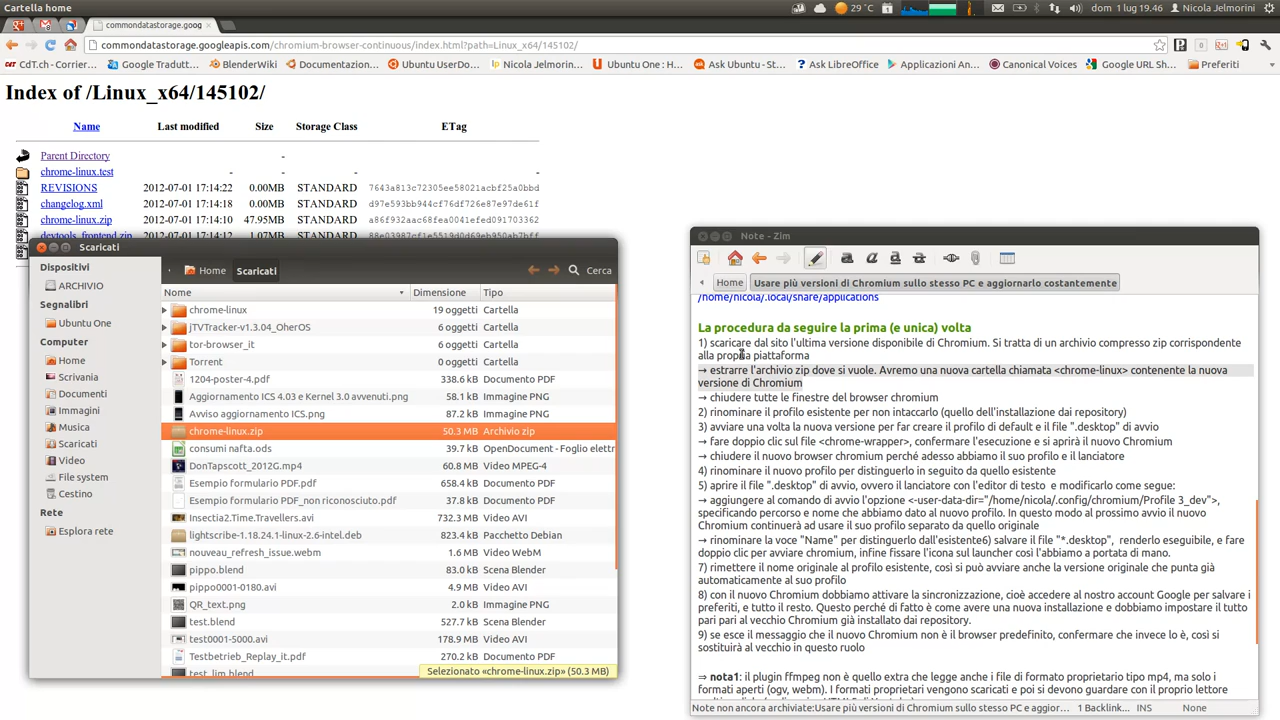 Cartella home
29 °C
dom 1 lug 19.46
Nicola Jelmorini
commondatastorage.goog
commondatastorage.googleapis.com/chromium-browser-continuous/index.html?path=Linux_x64/145102/
CdT.ch - Corrier...
Google Tradutt...
BlenderWiki
Documentazion...
Ubuntu UserDo...
Nicola Jelmorin...
Ubuntu One : H...
Ask Ubuntu - St...
Ask LibreOffice
Applicazioni An...
Canonical Voices
Google URL Sh...
Preferiti
Index of /Linux_x64/145102/
Name Last modified Size Storage Class ETag
Parent Directory -
chrome-linux.test - - - -
REVISIONS 2012-07-01 17:14:22 0.00MB STANDARD 7643a813c72305ee58021acbf25a0bbd
changelog.xml 2012-07-01 17:14:18 0.00MB STANDARD d97e593bb944cf76df726e87e97de61f
chrome-linux.zip 2012-07-01 17:14:10 47.95MB STANDARD a86f932aac68fea0041efed091703362
devtools_frontend.zip 2012-07-01 17:14:16 1.07MB STANDARD
Scaricati
Dispositivi
ARCHIVIO
Segnalibri
Ubuntu One
Computer
Home
Scrivania
Documenti
Immagini
Musica
Scaricati
Video
File system
Cestino
Rete
Esplora rete
Home Scaricati Cerca
Nome Dimensione Tipo
chrome-linux 19 oggetti Cartella
jTVTracker-v1.3.04_OherOS 6 oggetti Cartella
tor-browser_it 6 oggetti Cartella
Torrent 0 oggetti Cartella
1204-poster-4.pdf 338.6 kB Documento PDF
Aggiornamento ICS 4.03 e Kernel 3.0 avvenuti.png 58.1 kB Immagine PNG
Avviso aggiornamento ICS.png 87.2 kB Immagine PNG
chrome-linux.zip 50.3 MB Archivio zip
consumi nafta.ods 39.7 kB OpenDocument - Foglio elettr
DonTapscott_2012G.mp4 60.8 MB Video MPEG-4
Esempio formulario PDF.pdf 658.4 kB Documento PDF
Esempio formulario PDF_non riconosciuto.pdf 37.8 kB Documento PDF
Insectia2.Time.Travellers.avi 732.3 MB Video AVI
lightscribe-1.18.24.1-linux-2.6-intel.deb 823.4 kB Pacchetto Debian
nouveau_refresh_issue.webm 1.6 MB Video WebM
pippo.blend 83.0 kB Scena Blender
pippo0001-0180.avi 4.9 MB Video AVI
QR_text.png 2.0 kB Immagine PNG
test.blend 527.7 kB Scena Blender
test0001-5000.avi 178.9 MB Video AVI
Testbetrieb_Replay_it.pdf 270.2 kB Documento PDF
test_lim.blend
Selezionato «chrome-linux.zip» (50.3 MB)
Note - Zim
Home Usare più versioni di Chromium sullo stesso PC e aggiornarlo costantemente
/home/nicola/.local/share/applications
La procedura da seguire la prima (e unica) volta
1) scaricare dal sito l'ultima versione disponibile di Chromium. Si tratta di un archivio compresso zip corrispondente
alla propria piattaforma
→ estrarre l'archivio zip dove si vuole. Avremo una nuova cartella chiamata <chrome-linux> contenente la nuova
versione di Chromium
→ chiudere tutte le finestre del browser chromium
2) rinominare il profilo esistente per non intaccarlo (quello dell'installazione dai repository)
3) avviare una volta la nuova versione per far creare il profilo di default e il file ".desktop" di avvio
→ fare doppio clic sul file <chrome-wrapper>, confermare l'esecuzione e si aprirà il nuovo Chromium
→ chiudere il nuovo browser chromium perché adesso abbiamo il suo profilo e il lanciatore
4) rinominare il nuovo profilo per distinguerlo in seguito da quello esistente
5) aprire il file ".desktop" di avvio, ovvero il lanciatore con l'editor di testo e modificarlo come segue:
→ aggiungere al comando di avvio l'opzione <-user-data-dir="/home/nicola/.config/chromium/Profile 3_dev">,
specificando percorso e nome che abbiamo dato al nuovo profilo. In questo modo al prossimo avvio il nuovo
Chromium continuerà ad usare il suo profilo separato da quello originale
→ rinominare la voce "Name" per distinguerlo dall'esistente6) salvare il file "*.desktop", renderlo eseguibile, e fare
doppio clic per avviare chromium, infine fissare l'icona sul launcher così l'abbiamo a portata di mano.
7) rimettere il nome originale al profilo esistente, così si può avviare anche la versione originale che punta già
automaticamente al suo profilo
8) con il nuovo Chromium dobbiamo attivare la sincronizzazione, cioè accedere al nostro account Google per salvare i
preferiti, e tutto il resto. Questo perché di fatto è come avere una nuova installazione e dobbiamo impostare il tutto
pari pari al vecchio Chromium già installato dai repository.
9) se esce il messaggio che il nuovo Chromium non è il browser predefinito, confermare che invece lo è, così si
sostituirà al vecchio in questo ruolo
⇒ nota1: il plugin ffmpeg non è quello extra che legge anche i file di formato proprietario tipo mp4, ma solo i
formati aperti (ogv, webm). I formati proprietari vengono scaricati e poi si devono guardare con il proprio lettore
Note non ancora archiviate:Usare più versioni di Chromium sullo stesso PC e aggior...
1 Backlink...
INS
None